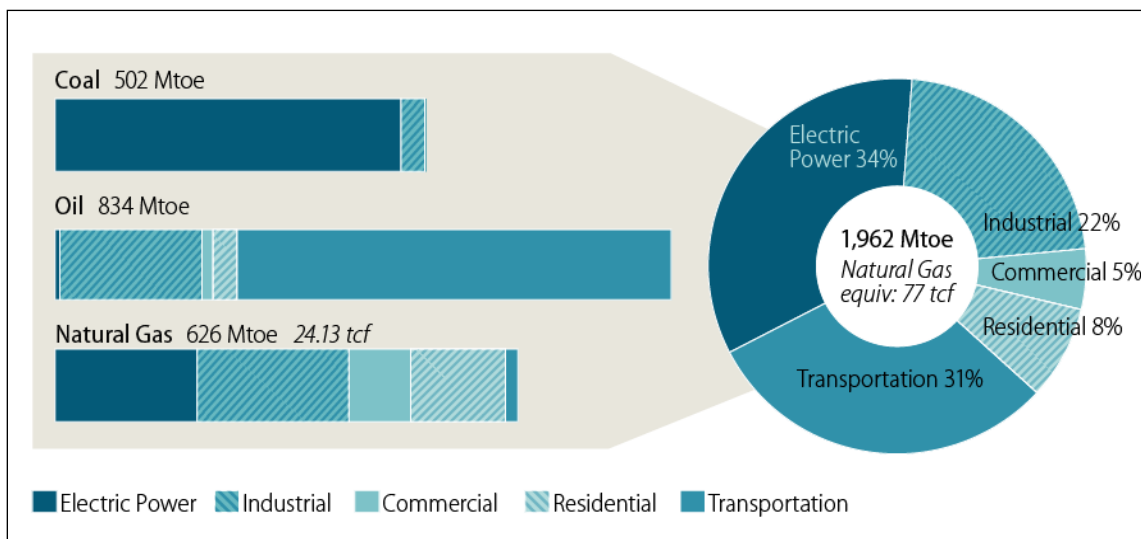 Coal 502 Mtoe
Oil 834 Mtoe
Natural Gas 626 Mtoe 24.13 tcf
Electric
Power 34%
Industrial 22%
Commercial 5%
Residential 8%
Transportation 31%
1,962 Mtoe
Natural Gas
equiv: 77 tcf
Electric Power Industrial Commercial Residential Transportation